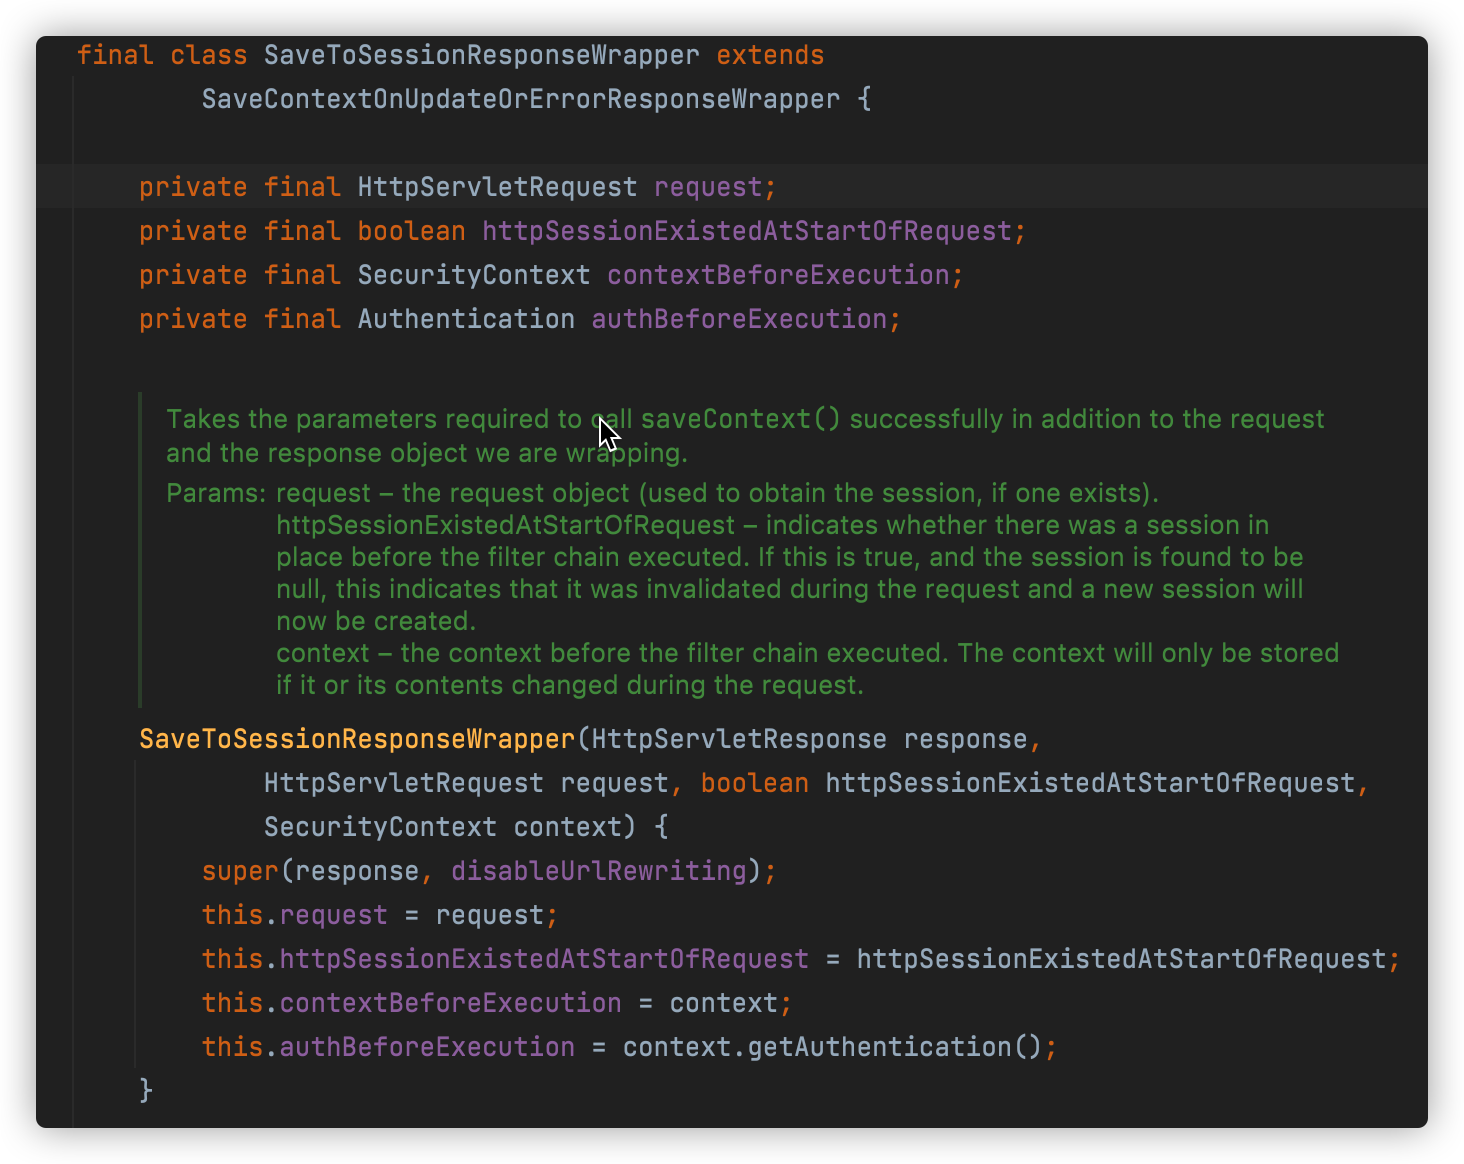 final class SaveToSessionResponseWrapper extends
SaveContextOnUpdateOrErrorResponseWrapper {
private final HttpServletRequest request;
private final boolean httpSessionExistedAtStartOfRequest;
private final SecurityContext contextBeforeExecution;
private final Authentication authBeforeExecution;
Takes the parameters required to call saveContext() successfully in addition to the request
and the response object we are wrapping.
Params: request – the request object (used to obtain the session, if one exists).
httpSessionExistedAtStartOfRequest – indicates whether there was a session in
place before the filter chain executed. If this is true, and the session is found to be
null, this indicates that it was invalidated during the request and a new session will
now be created.
context – the context before the filter chain executed. The context will only be stored
if it or its contents changed during the request.
SaveToSessionResponseWrapper(HttpServletResponse response,
HttpServletRequest request, boolean httpSessionExistedAtStartOfRequest,
SecurityContext context) {
super(response, disableUrlRewriting);
this.request = request;
this.httpSessionExistedAtStartOfRequest = httpSessionExistedAtStartOfRequest;
this.contextBeforeExecution = context;
this.authBeforeExecution = context.getAuthentication();
}